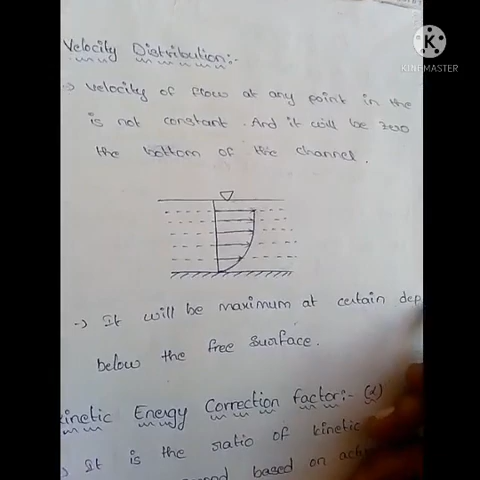 Velocity Distribution:-
KINEMASTER
-> Velocity of flow at any point in the
is not constant. And it will be zero
the bottom of the channel.
-> It will be maximum at certain dep
below the free surface.
kinetic Energy Correction factor:- (α)
It is the ratio of kinetic
based on